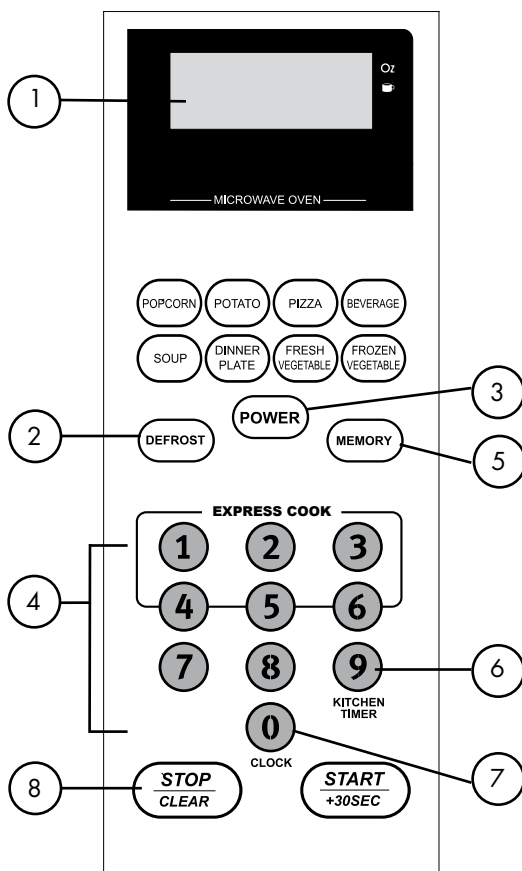 1
Oz
MICROWAVE OVEN
POPCORN POTATO PIZZA BEVERAGE
SOUP DINNER PLATE FRESH VEGETABLE FROZEN VEGETABLE
3
2 DEFROST POWER MEMORY 5
EXPRESS COOK
1 2 3
4
4 5 6
7 8 9 6
KITCHEN
TIMER
0
CLOCK
7
8 STOP START
CLEAR +30SEC